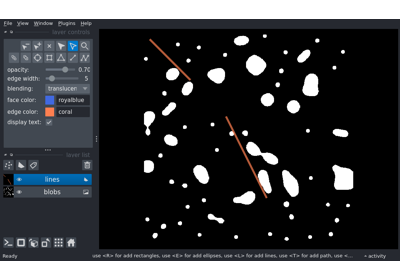 File View Window Plugins Help
layer controls
opacity: 0.70
edge width: 5
blending: translucen
face color: royalblue
edge color: coral
display text:
layer list
lines
blobs
Ready use <R> for add rectangles, use <E> for add ellipses, use <L> for add lines, use <T> for add path, use <... activity